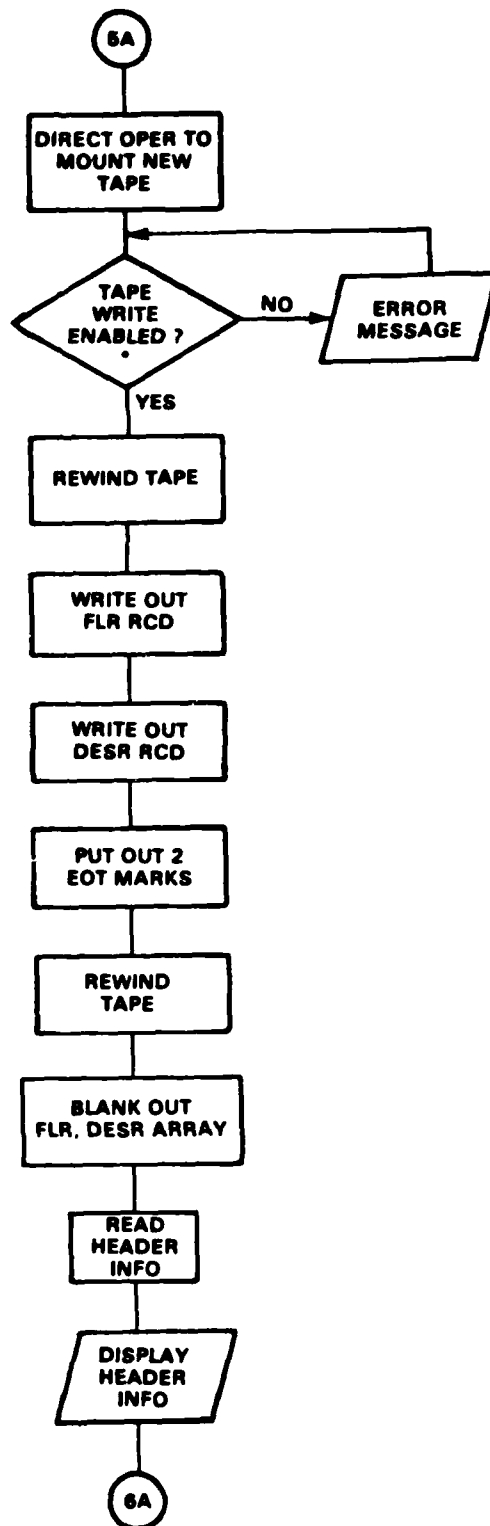 5A
DIRECT OPER TO
MOUNT NEW
TAPE
TAPE
WRITE
ENABLED ?
NO
ERROR
MESSAGE
YES
REWIND TAPE
WRITE OUT
FLR RCD
WRITE OUT
DESR RCD
PUT OUT 2
EOT MARKS
REWIND
TAPE
BLANK OUT
FLR, DESR ARRAY
READ
HEADER
INFO
DISPLAY
HEADER
INFO
6A